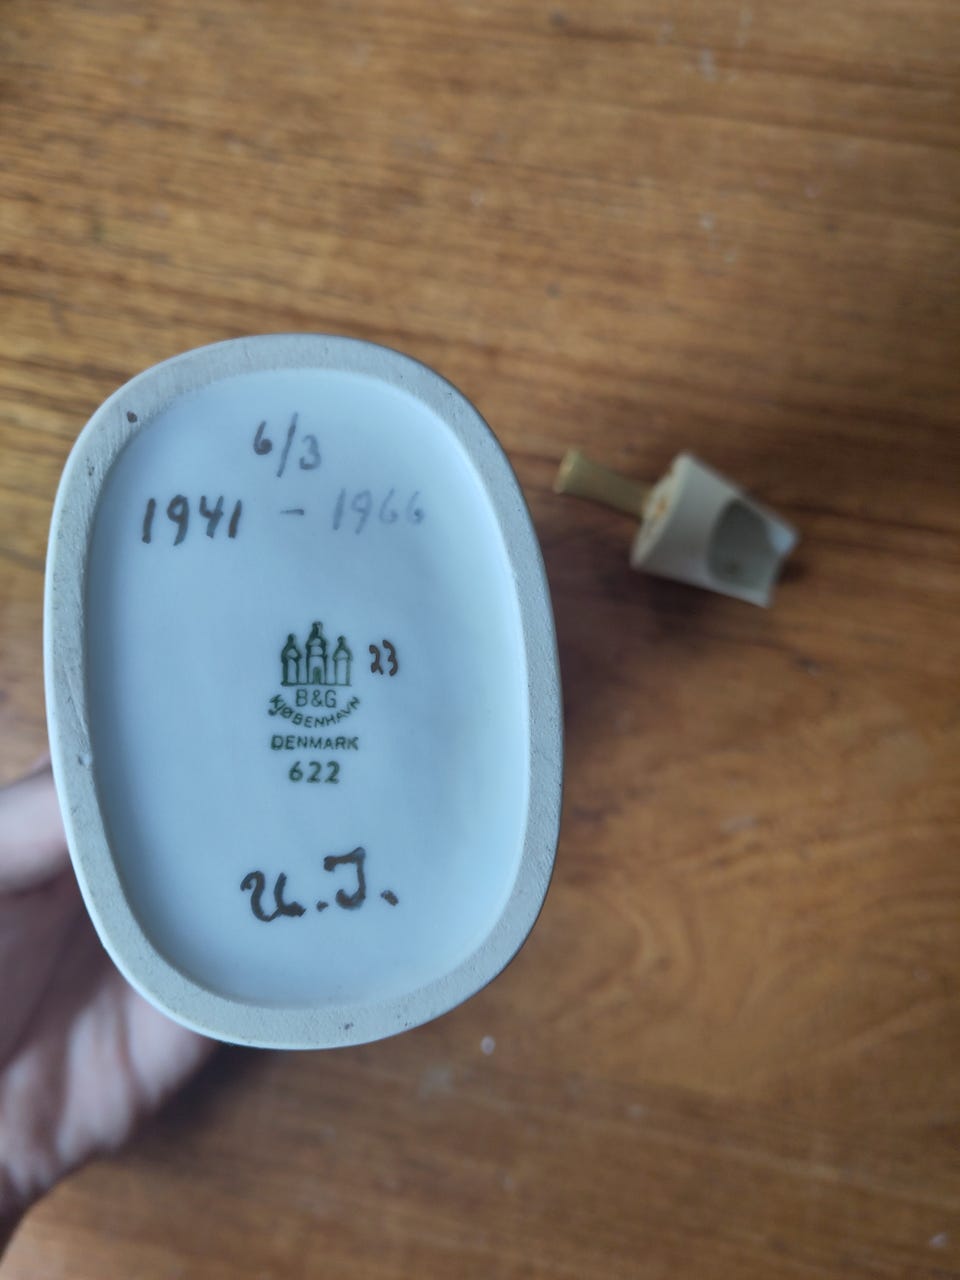 6/3
1941 - 1966
23
B&G
KJØBENHAVN
DENMARK
622
U.J.